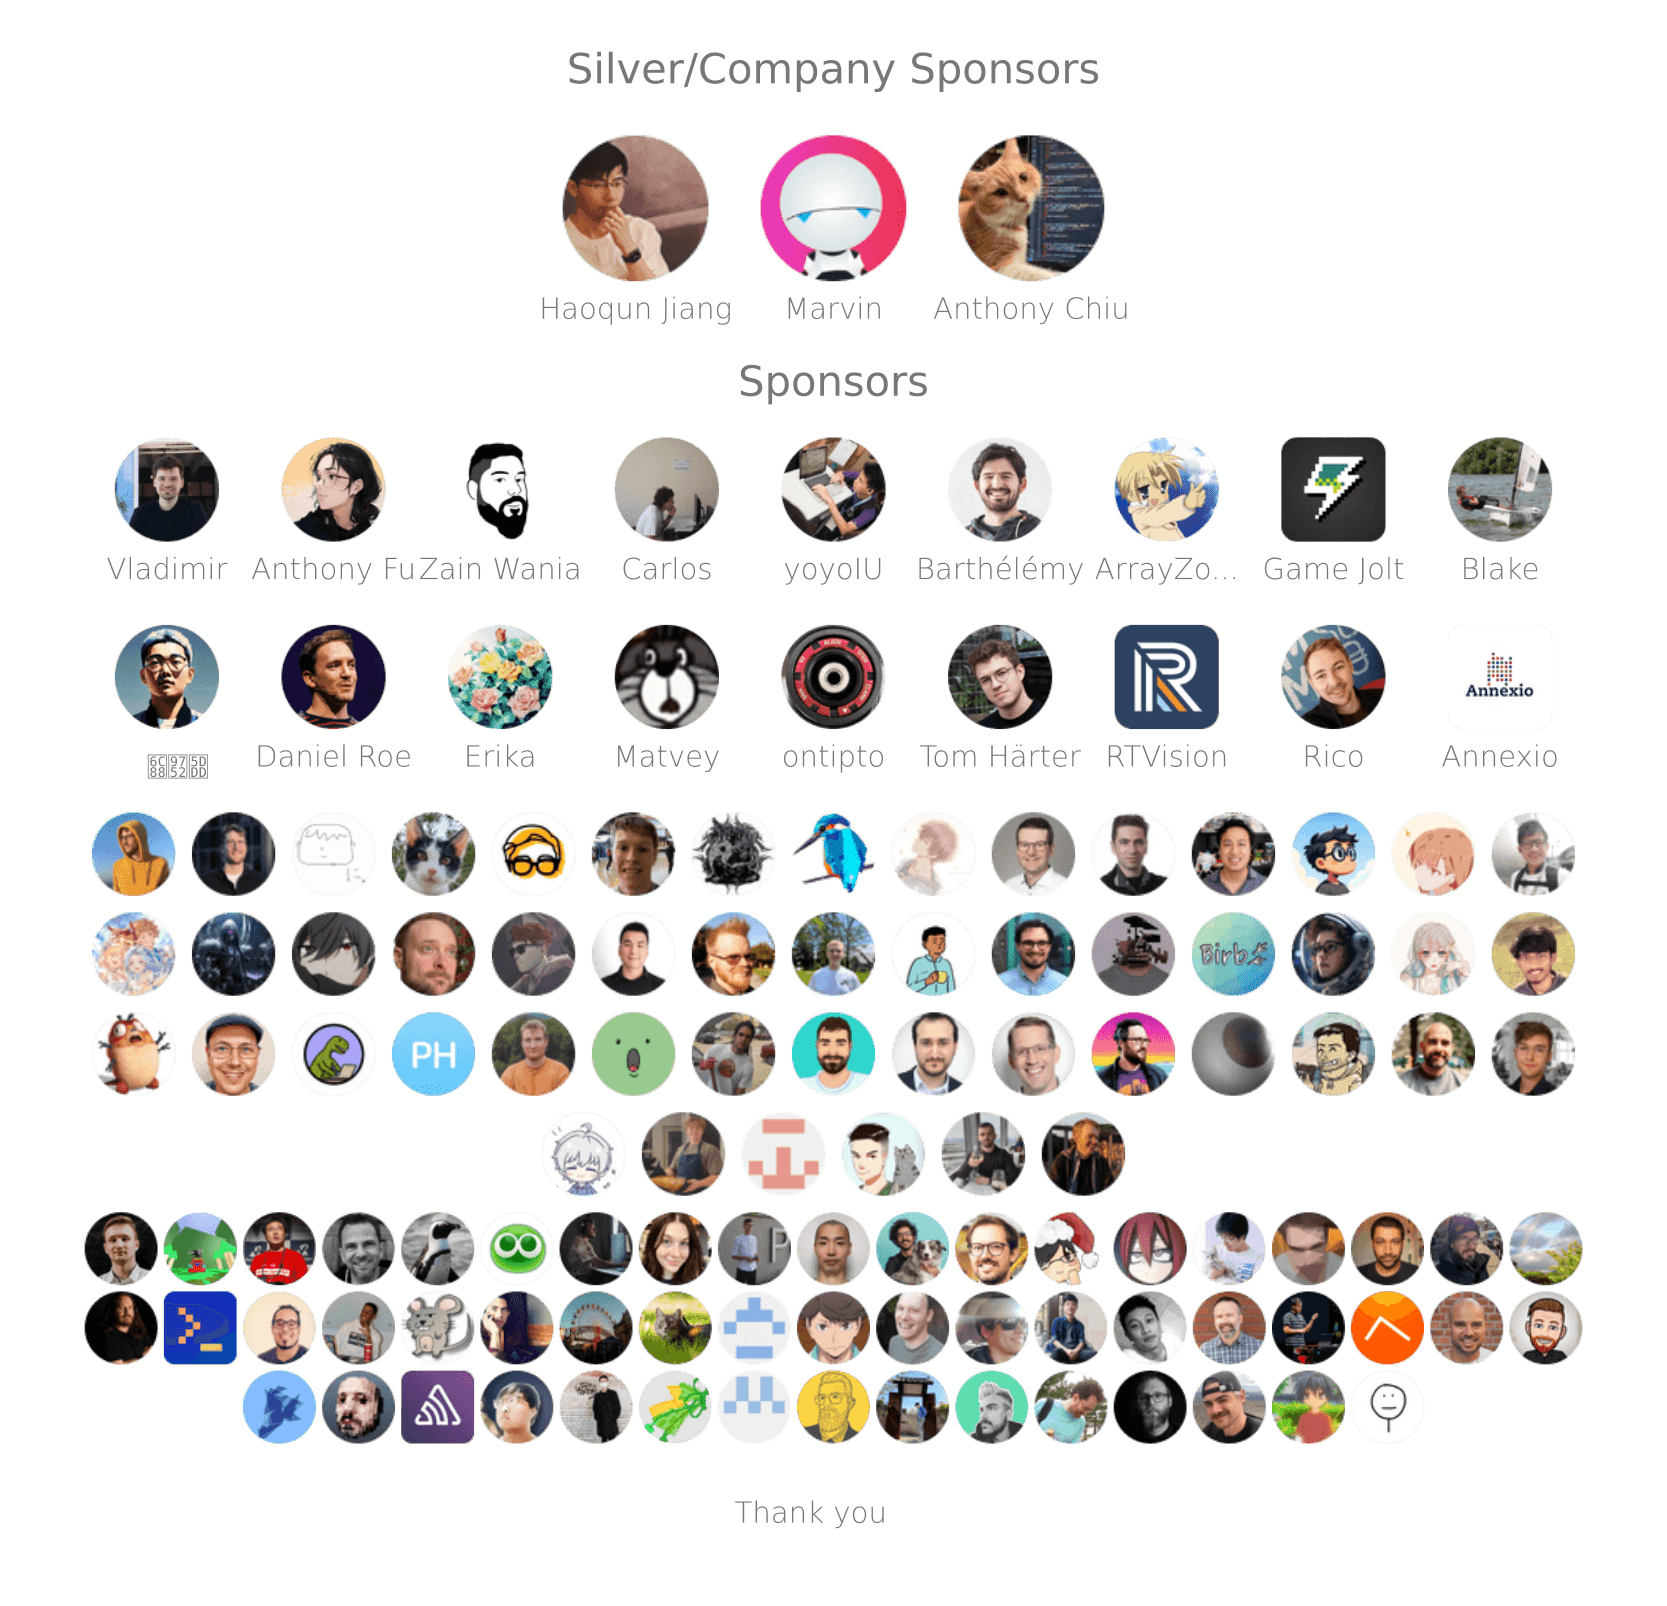 Silver/Company Sponsors
Haoqun Jiang Marvin Anthony Chiu
Sponsors
Vladimir Anthony Fu Zain Wania Carlos yoyoIU Barthélémy ArrayZo... Game Jolt Blake
Annexio
Daniel Roe Erika Matvey ontipto Tom Härter RTVision Rico Annexio
Birb
PH
P
Thank you